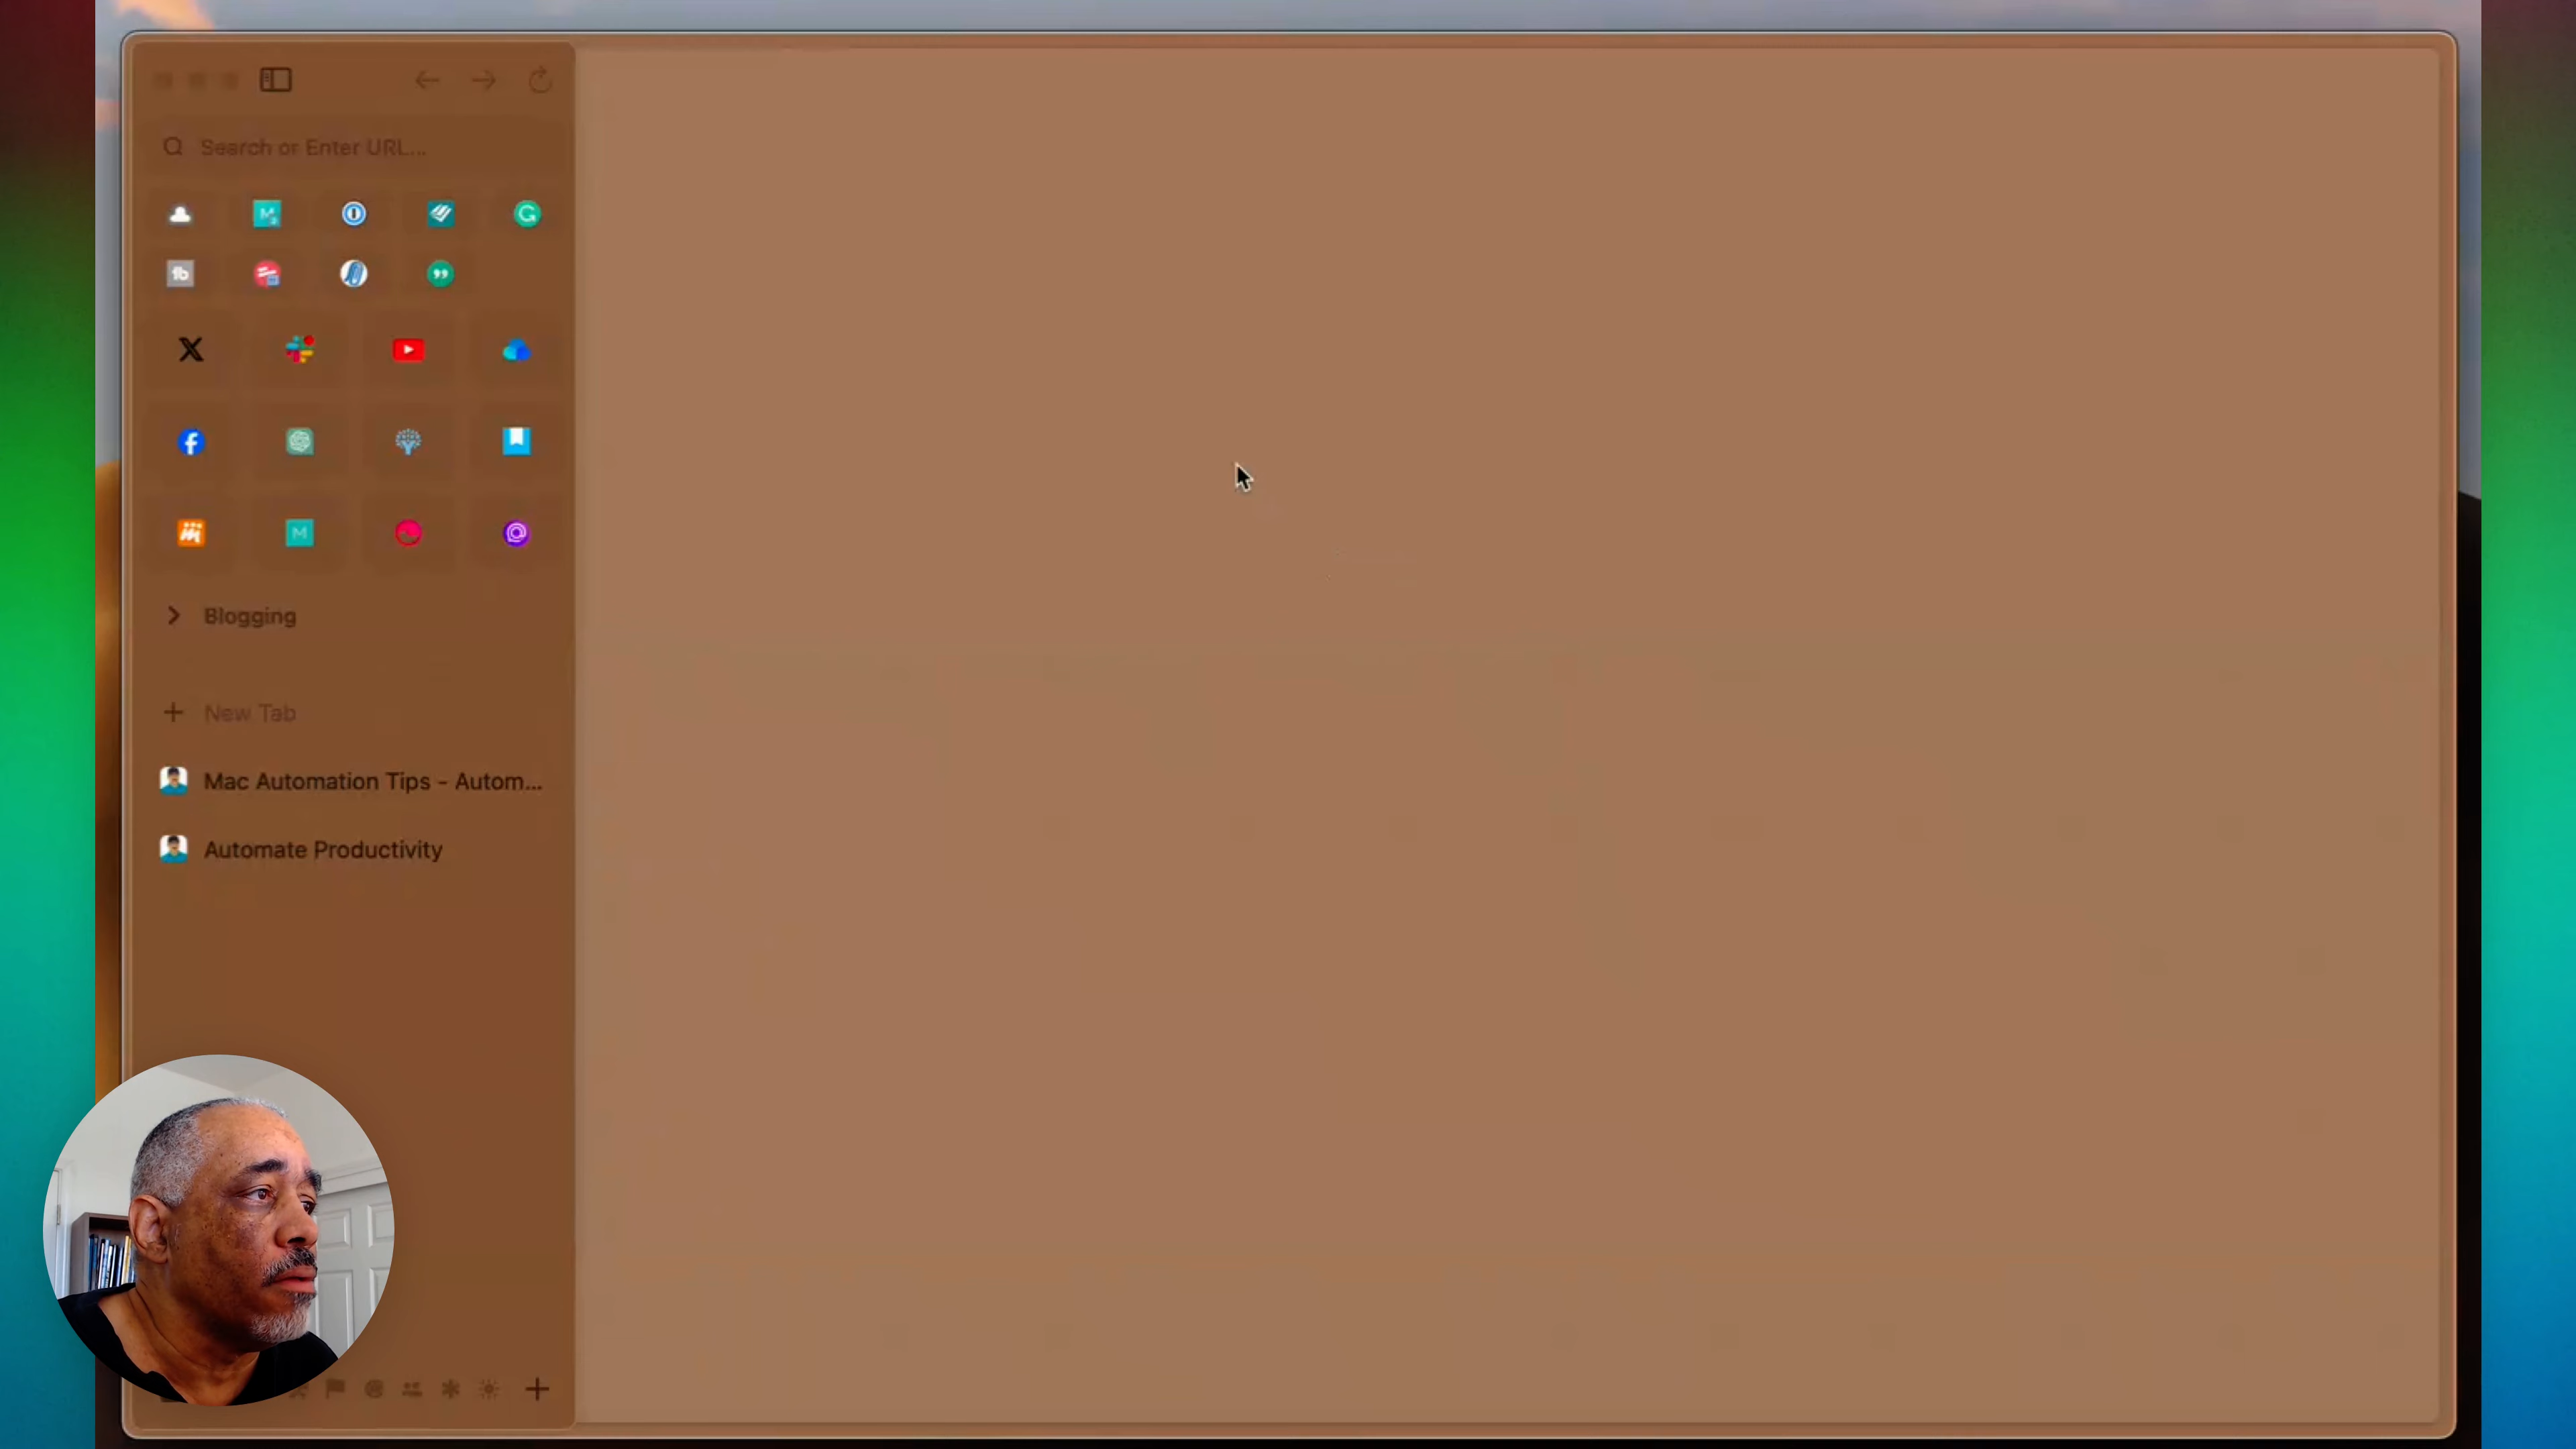 Search or Enter URL...
Blogging
New Tab
Mac Automation Tips - Autom...
Automate Productivity